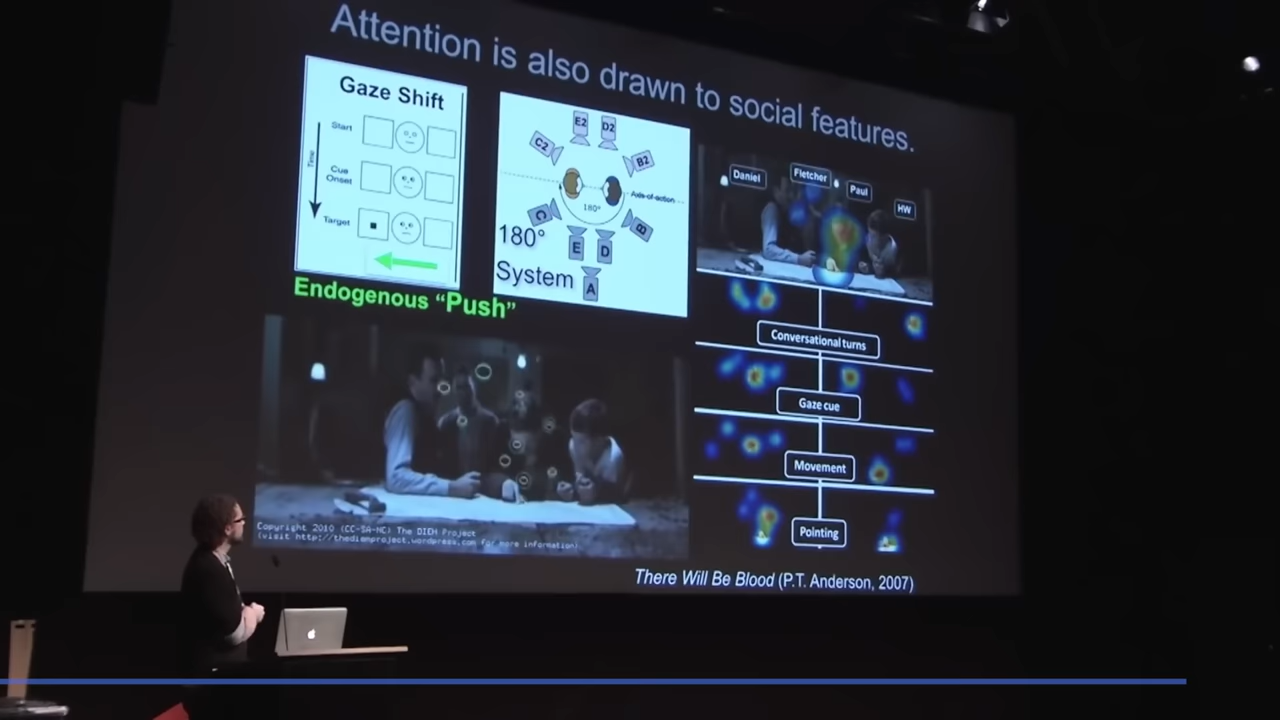 Attention is also drawn to social features.
Gaze Shift
Start
Time
Cue
Onset
Target
Endogenous “Push”
E2
D2
C2
B2
Axis-of-action
180°
C
B
E
D
A
180°
System
Daniel
Fletcher
Paul
HW
Conversational turns
Gaze cue
Movement
Pointing
Copyright 2010 (CC-SA-NC) The DIEM Project
(visit http://thediemproject.wordpress.com for more information)
There Will Be Blood (P.T. Anderson, 2007)